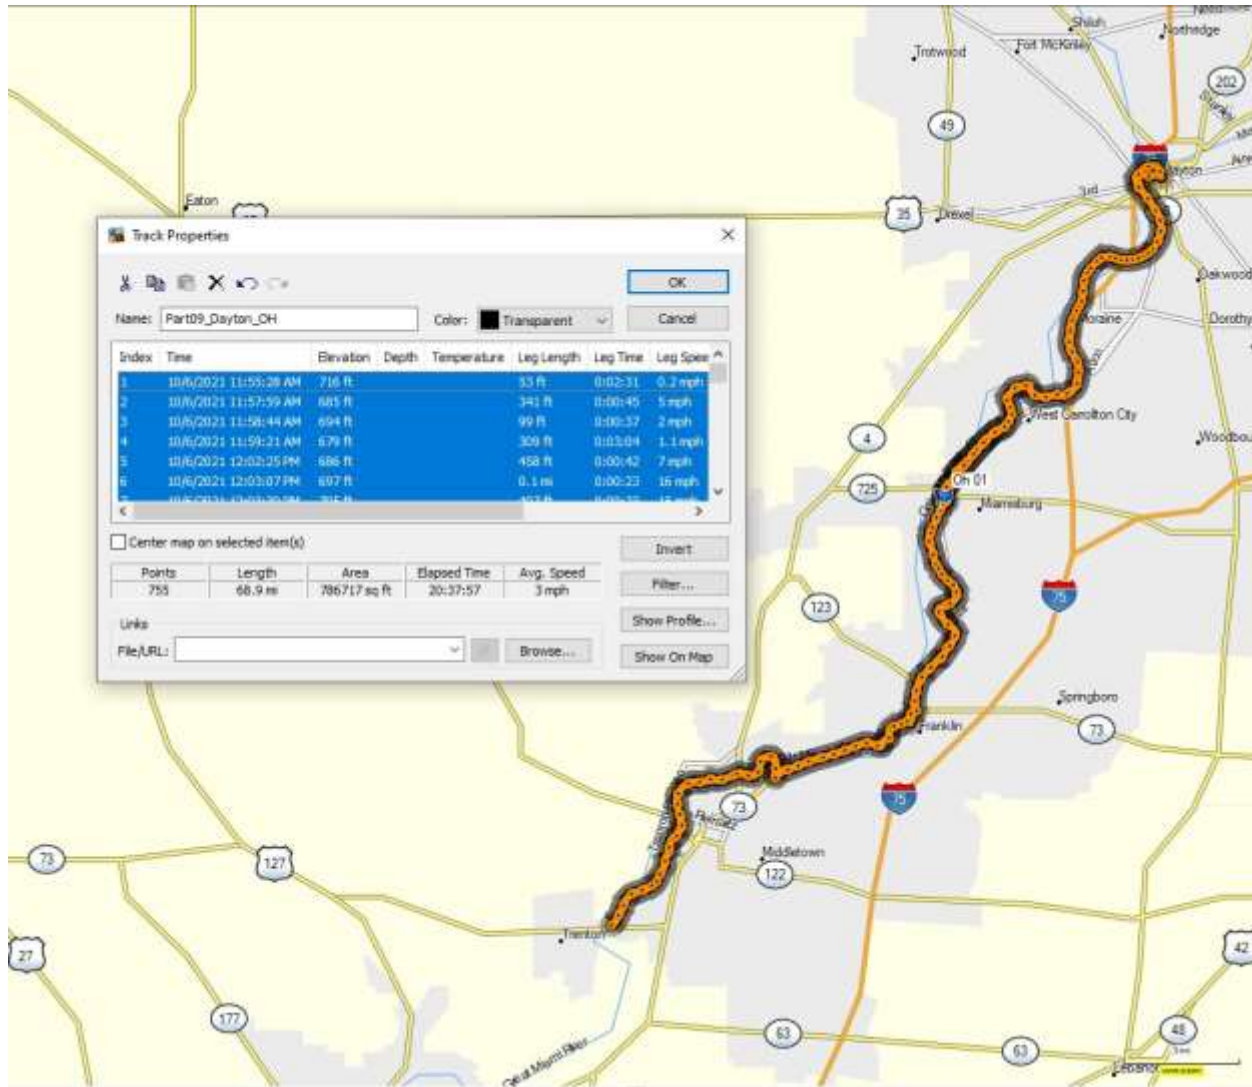 Shiloh
Northridge
Fort McKinley
Trotwood
202
49
3rd
Eaton
35
Drexel
Oakwood
Track Properties
OK
Name: Part09_Dayton_OH Color: Transparent Cancel
Index Time Elevation Depth Temperature Leg Length Leg Time Leg Spee
1 10/6/2021 11:55:28 AM 716 ft 53 ft 0:02:31 0.2 mph
2 10/6/2021 11:57:59 AM 685 ft 341 ft 0:00:45 5 mph
3 10/6/2021 11:58:44 AM 694 ft 99 ft 0:00:37 2 mph
4 10/6/2021 11:59:21 AM 679 ft 309 ft 0:03:04 1.1 mph
5 10/6/2021 12:02:25 PM 686 ft 458 ft 0:00:42 7 mph
6 10/6/2021 12:03:07 PM 697 ft 0.1 mi 0:00:23 16 mph
Center map on selected item(s)
Invert
Points Length Area Elapsed Time Avg. Speed
755 68.9 mi 786717 sq ft 20:37:57 3 mph
Filter...
Links
Show Profile...
File/URL: Browse... Show On Map
West Carrollton City
4
725
Oh 01
Miamisburg
75
123
Springboro
Franklin
73
75
73
Middletown
122
73
127
Trenton
27
42
177
63
63
48
Great Miami River